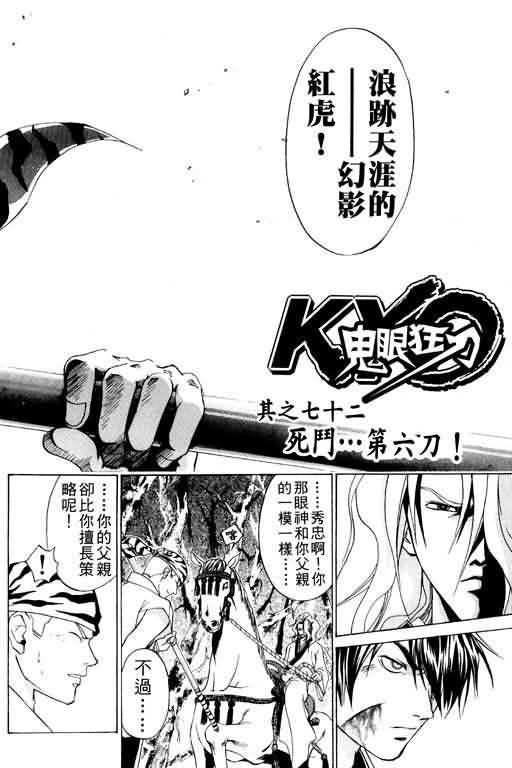 浪跡天涯的
——幻影
紅虎！
KYO
鬼眼狂刀
其之七十二
死鬥…第六刀！
……秀忠啊！你
那眼神和你父親
的一模一樣……
唔
不過……
……你的父親
卻比你擅長策
略呢！
！